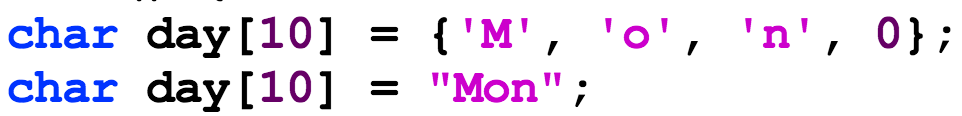 char day[10] = {'M', 'o', 'n', 0};
char day[10] = "Mon";